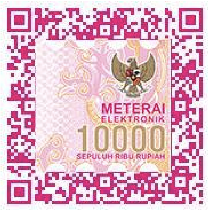 METERAI
ELEKTRONIK
10000
SEPULUH RIBU RUPIAH